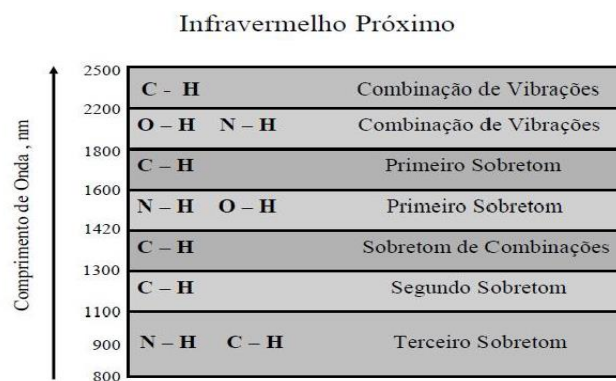 Infravermelho Próximo
Comprimento de Onda , nm
2500
C - H Combinação de Vibrações
2200
O – H N – H Combinação de Vibrações
1800
C – H Primeiro Sobretom
1600
N – H O – H Primeiro Sobretom
1420
C – H Sobretom de Combinações
1300
C – H Segundo Sobretom
1100
900 N – H C – H Terceiro Sobretom
800